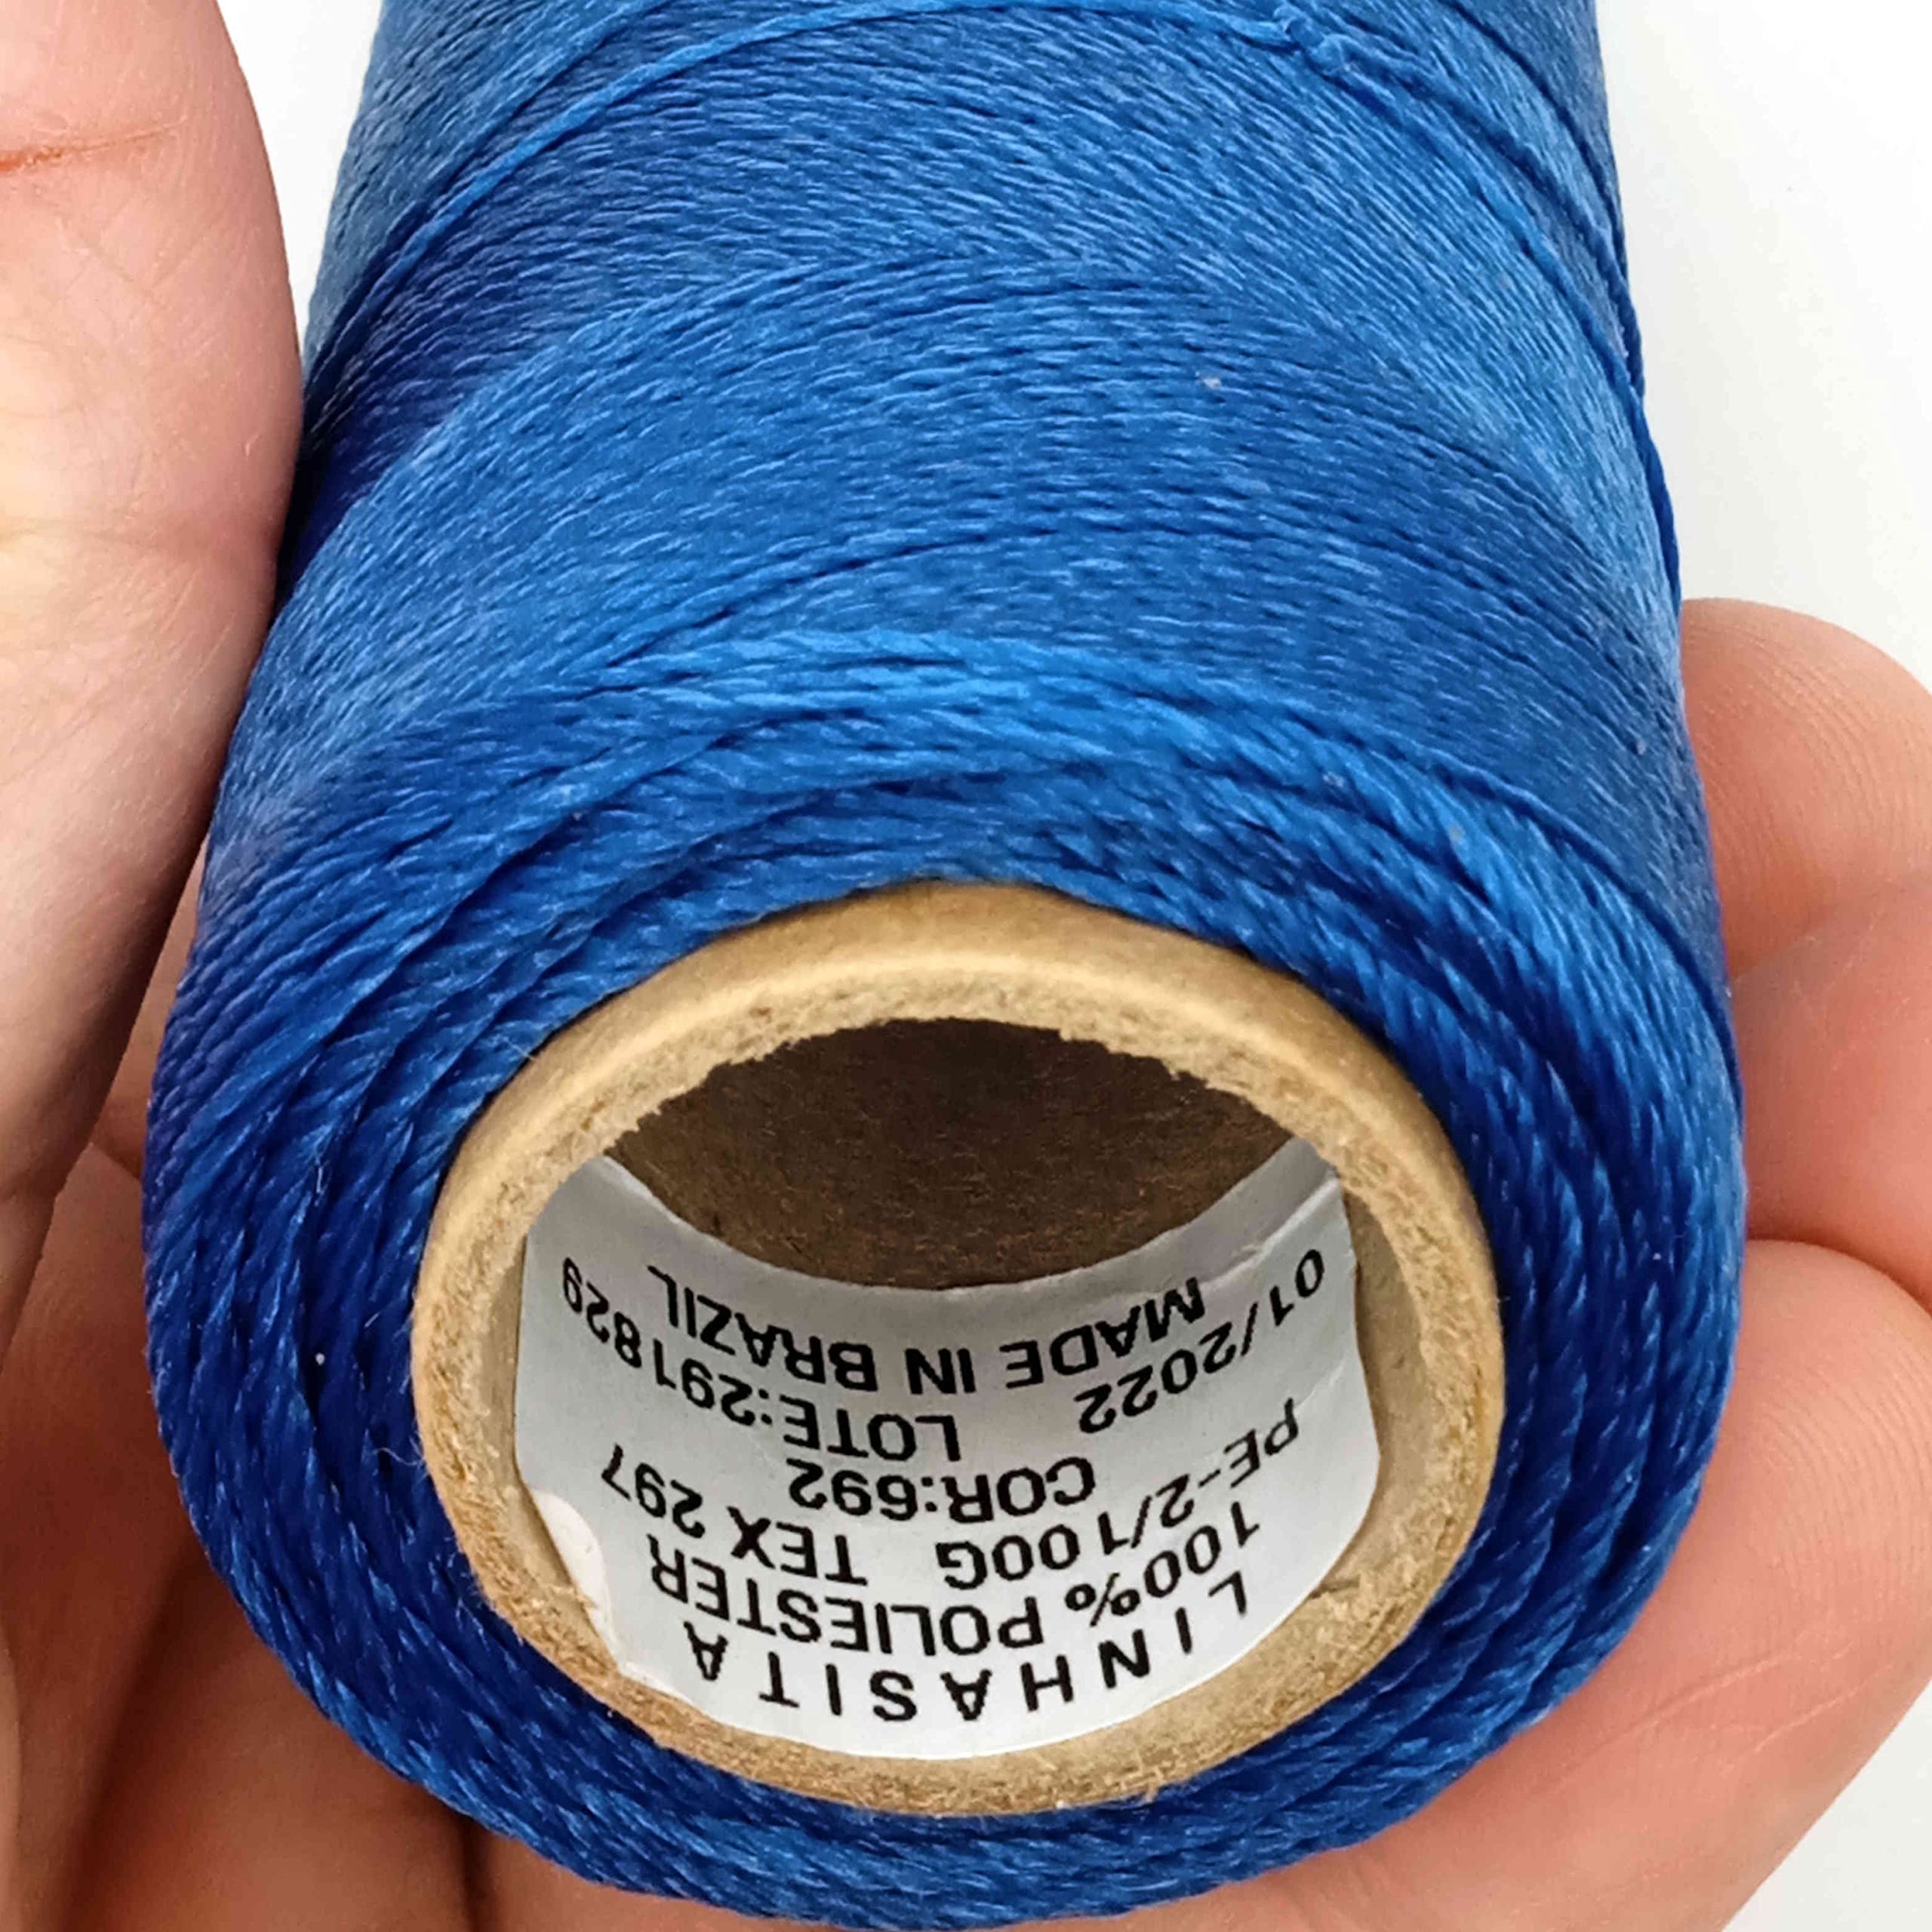 LINHASITA
100% POLIESTER
PE-2/100G TEX 297
COR:692
01/2022 LOTE:291829
MADE IN BRAZIL